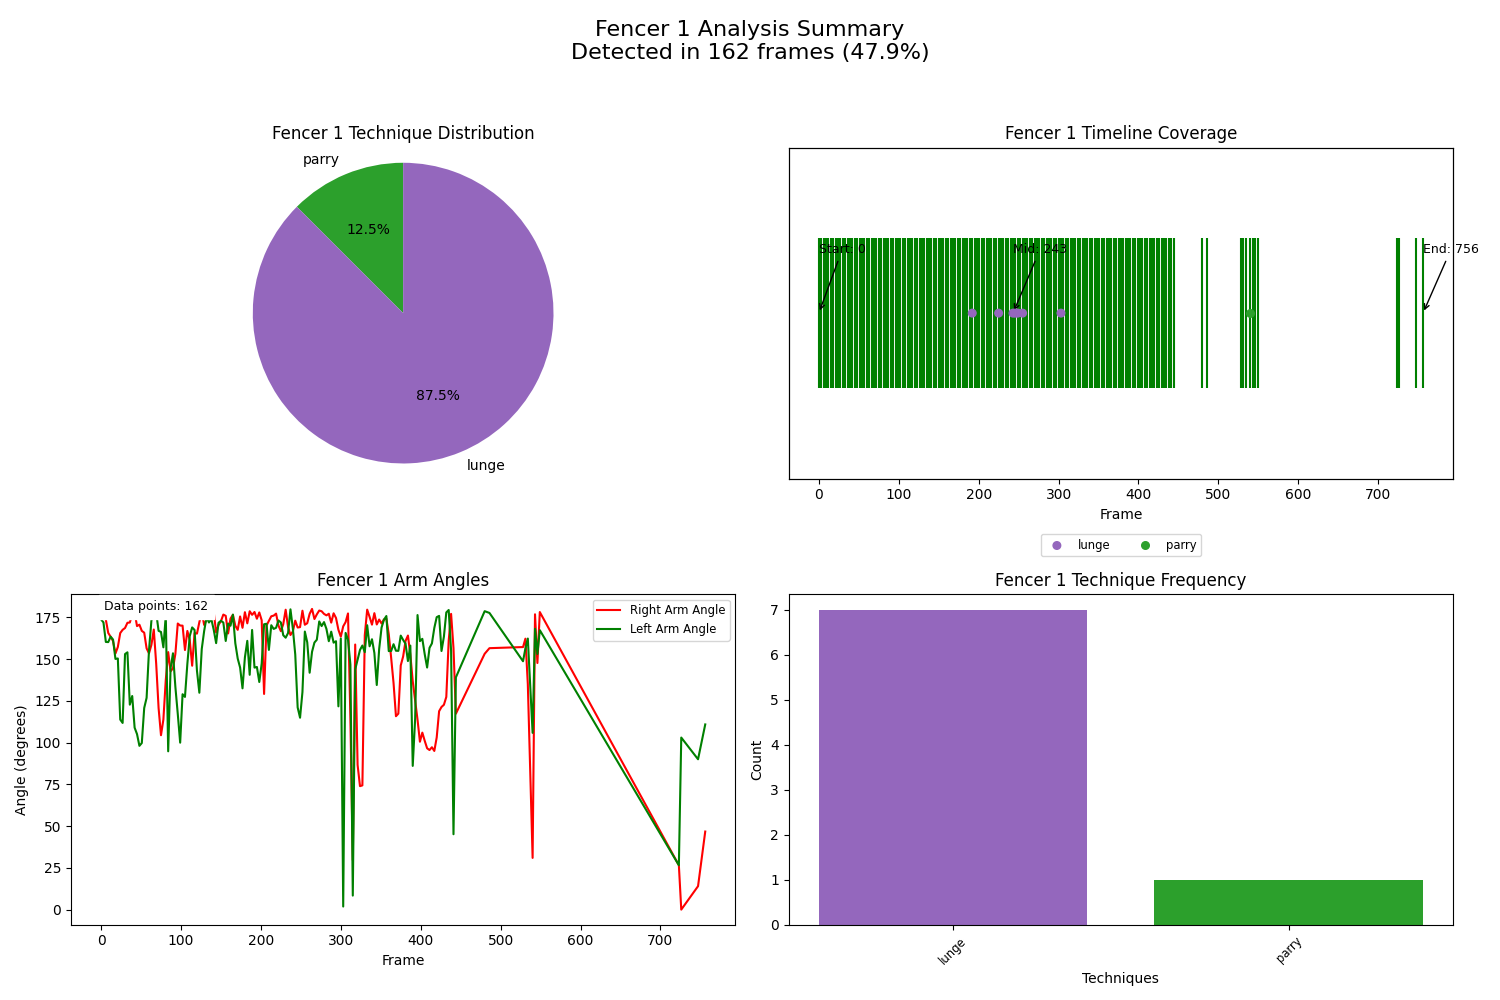 Fencer 1 Analysis Summary
Detected in 162 frames (47.9%)
Fencer 1 Technique Distribution
parry
12.5%
87.5%
lunge
Fencer 1 Timeline Coverage
Start: 0
Mid: 243
End: 756
0 100 200 300 400 500 600 700
Frame
lunge parry
Fencer 1 Arm Angles
Data points: 162
Right Arm Angle
Left Arm Angle
Angle (degrees)
175
150
125
100
75
50
25
0
0 100 200 300 400 500 600 700
Frame
Fencer 1 Technique Frequency
Count
7
6
5
4
3
2
1
0
lunge parry
Techniques